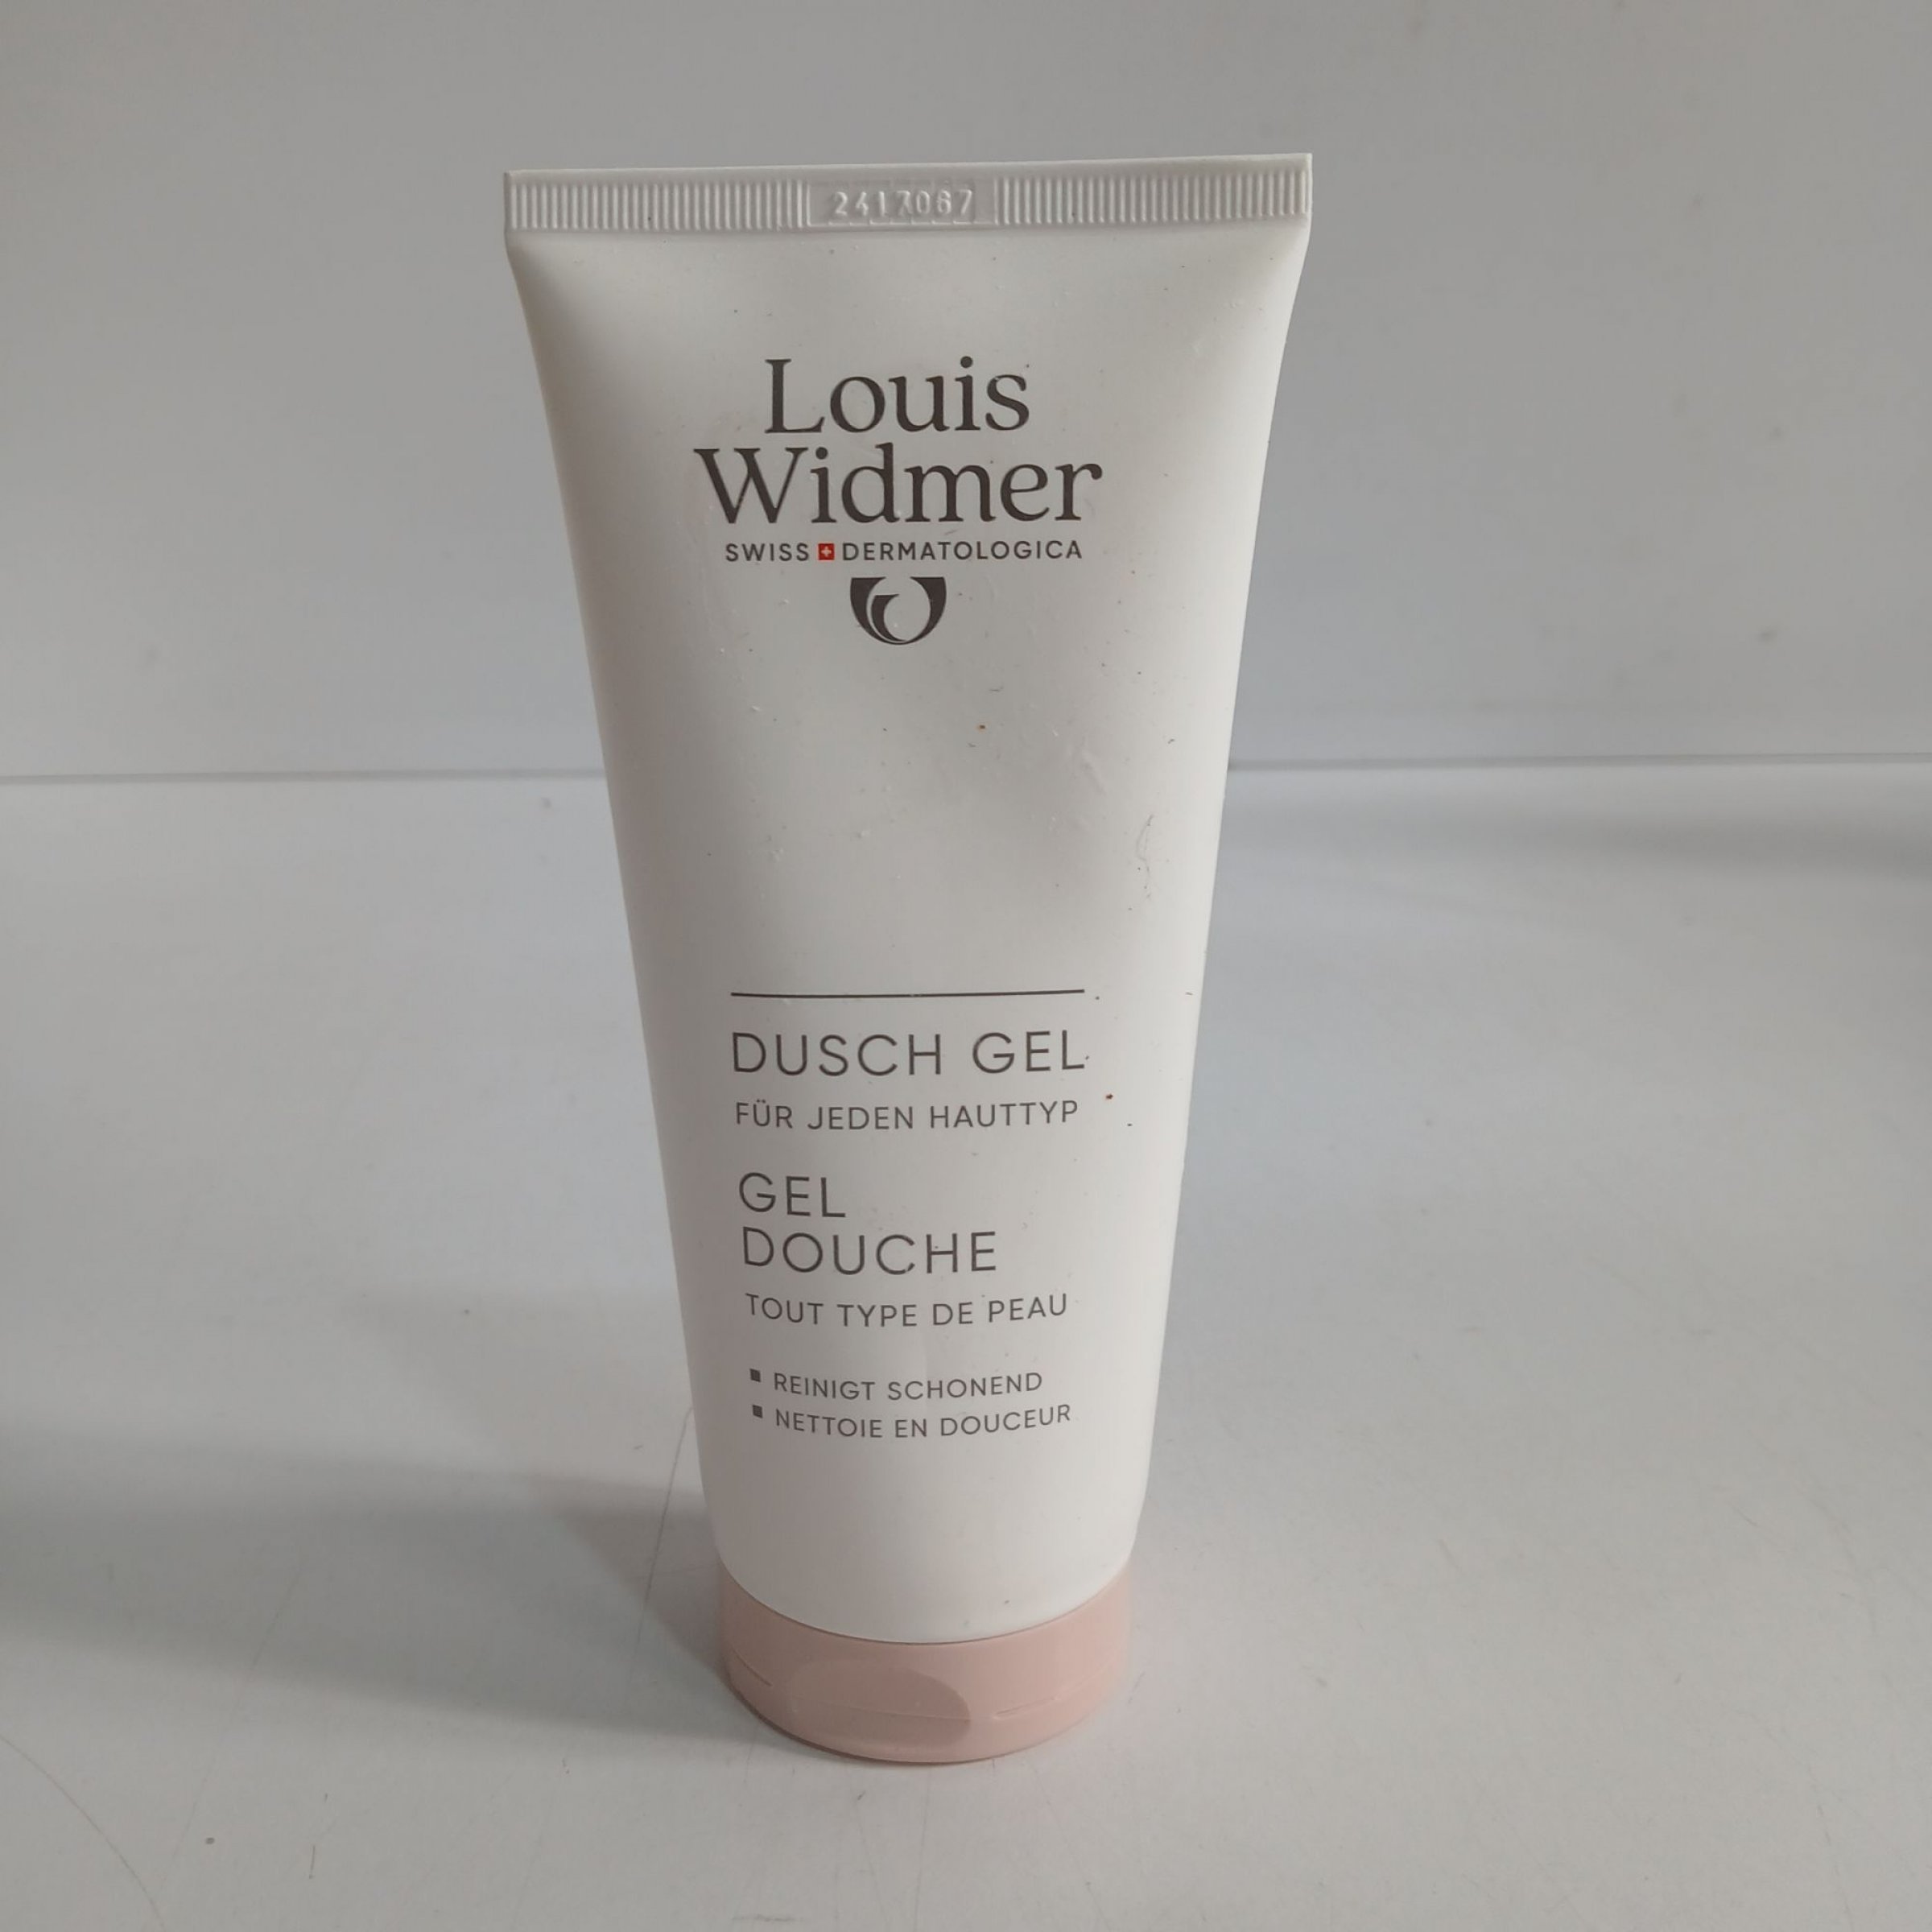 2417067
Louis
Widmer
SWISS DERMATOLOGICA
DUSCH GEL
FÜR JEDEN HAUTTYP
GEL
DOUCHE
TOUT TYPE DE PEAU
REINIGT SCHONEND
NETTOIE EN DOUCEUR